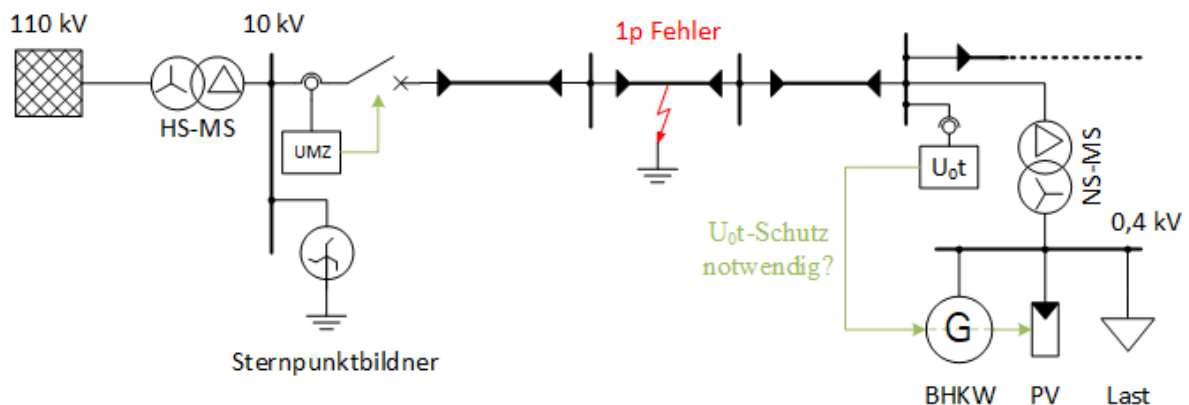 110 kV
10 kV
1p Fehler
HS-MS
UMZ
U₀t
NS-MS
U₀t-Schutz
notwendig?
0,4 kV
G
Sternpunktbildner
BHKW
PV
Last